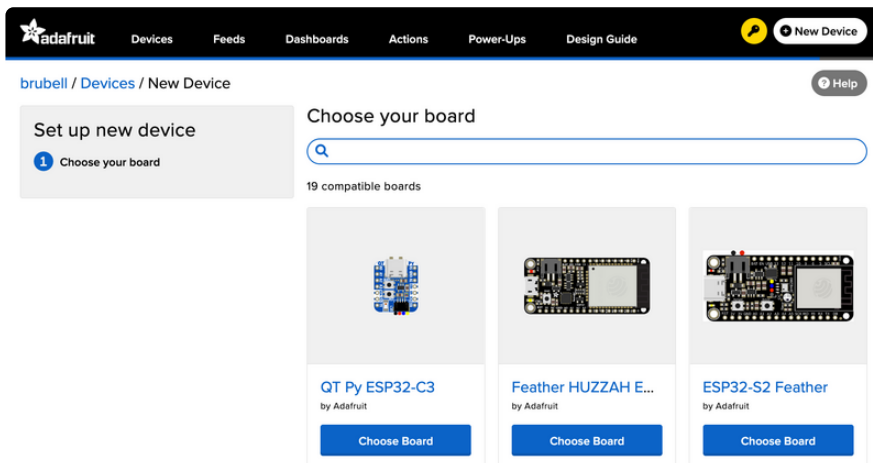 adafruit Devices Feeds Dashboards Actions Power-Ups Design Guide New Device
brubell / Devices / New Device
Help
Set up new device
1 Choose your board
Choose your board
19 compatible boards
QT Py ESP32-C3
by Adafruit
Choose Board
Feather HUZZAH E...
by Adafruit
Choose Board
ESP32-S2 Feather
by Adafruit
Choose Board